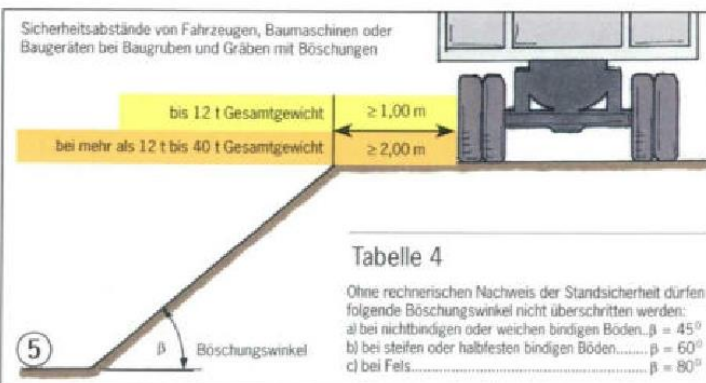 Sicherheitsabstände von Fahrzeugen, Baumaschinen oder
Baugeräten bei Baugruben und Gräben mit Böschungen
bis 12 t Gesamtgewicht ≥ 1,00 m
bei mehr als 12 t bis 40 t Gesamtgewicht ≥ 2,00 m
Tabelle 4
Ohne rechnerischen Nachweis der Standsicherheit dürfen
folgende Böschungswinkel nicht überschritten werden:
a) bei nichtbindigen oder weichen bindigen Böden..β = 45°
b) bei steifen oder halbfesten bindigen Böden........β = 60°
c) bei Fels....................................................β = 80°
5 β Böschungswinkel